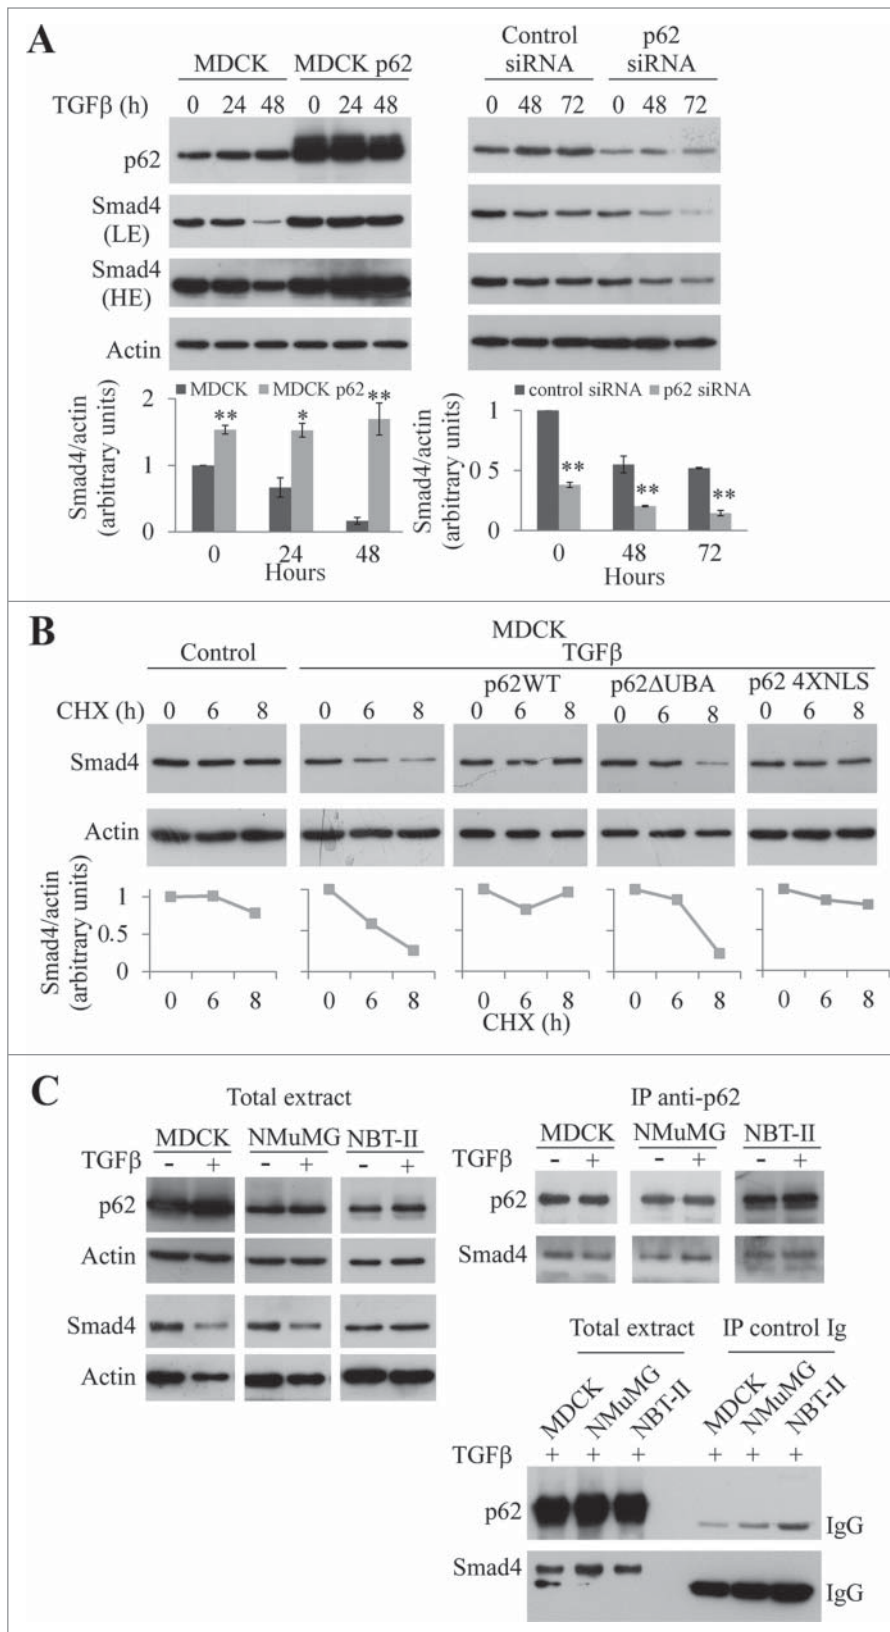 A
MDCK MDCK p62
TGFβ (h) 0 24 48 0 24 48
p62
Smad4
(LE)
Smad4
(HE)
Actin
Control
siRNA
p62
siRNA
0 48 72 0 48 72
MDCK MDCK p62
Smad4/actin
(arbitrary units)
2
1
0
** * **
0 24 48
Hours
control siRNA p62 siRNA
Smad4/actin
(arbitrary units)
1
0 5
0
** ** **
0 48 72
Hours
B
MDCK
Control TGFβ
p62WT p62ΔUBA p62 4XNLS
CHX (h) 0 6 8 0 6 8 0 6 8 0 6 8 0 6 8
Smad4
Actin
Smad4/actin
(arbitrary units)
1
0.5
0
0 6 8 0 6 8 0 6 8 0 6 8 0 6 8
CHX (h)
C
Total extract
MDCK NMuMG NBT-II
TGFβ - + - + - +
p62
Actin
Smad4
Actin
IP anti-p62
MDCK NMuMG NBT-II
TGFβ - + - + - +
p62
Smad4
Total extract IP control Ig
MDCK NMuMG NBT-II MDCK NMuMG NBT-II
TGFβ + + + + + +
p62 IgG
Smad4 IgG